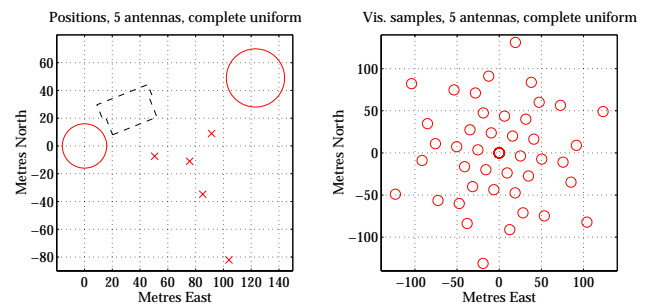 Positions, 5 antennas, complete uniform
60
40
20
0
−20
−40
−60
−80
0 20 40 60 80 100 120 140
Metres East
Metres North
Vis. samples, 5 antennas, complete uniform
100
50
0
−50
−100
−100 −50 0 50 100
Metres East
Metres North